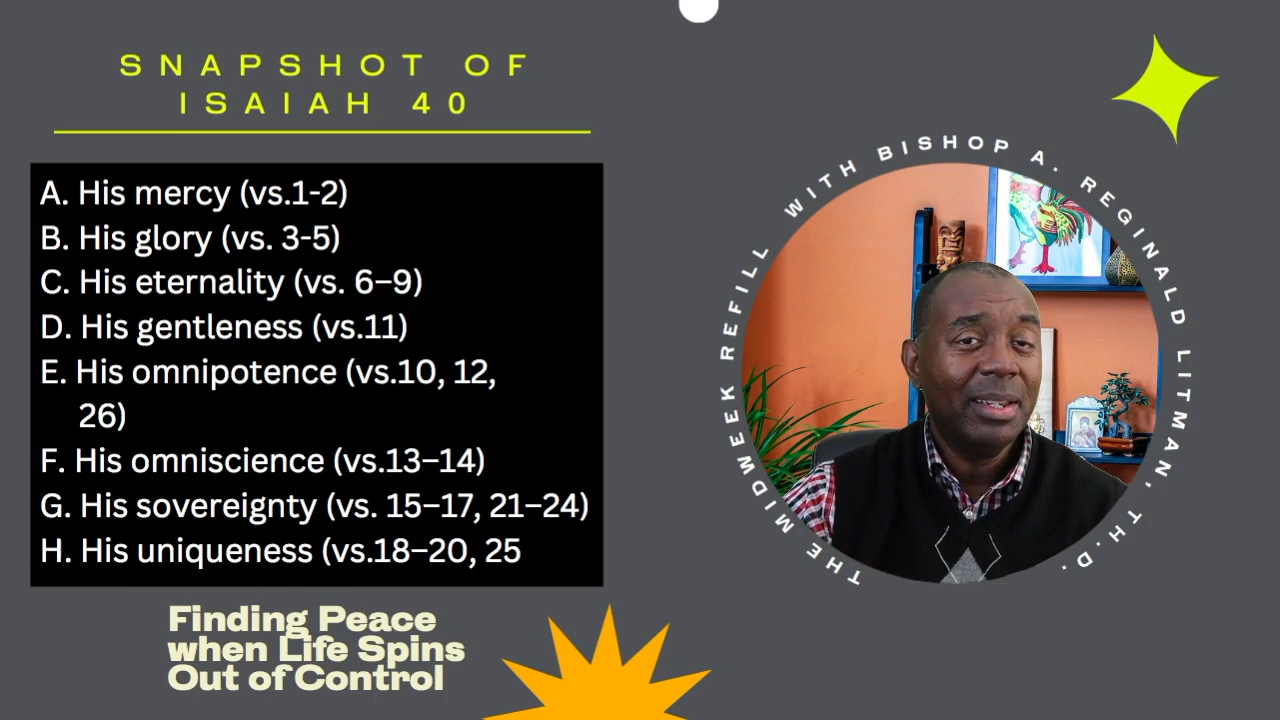 SNAPSHOT OF
ISAIAH 40
A. His mercy (vs.1-2)
B. His glory (vs. 3-5)
C. His eternality (vs. 6–9)
D. His gentleness (vs.11)
E. His omnipotence (vs.10, 12,
26)
F. His omniscience (vs.13–14)
G. His sovereignty (vs. 15–17, 21–24)
H. His uniqueness (vs.18–20, 25
Finding Peace
when Life Spins
Out of Control
THE MIDWEEK REFILL WITH BISHOP A. REGINALD LITMAN, TH.D.